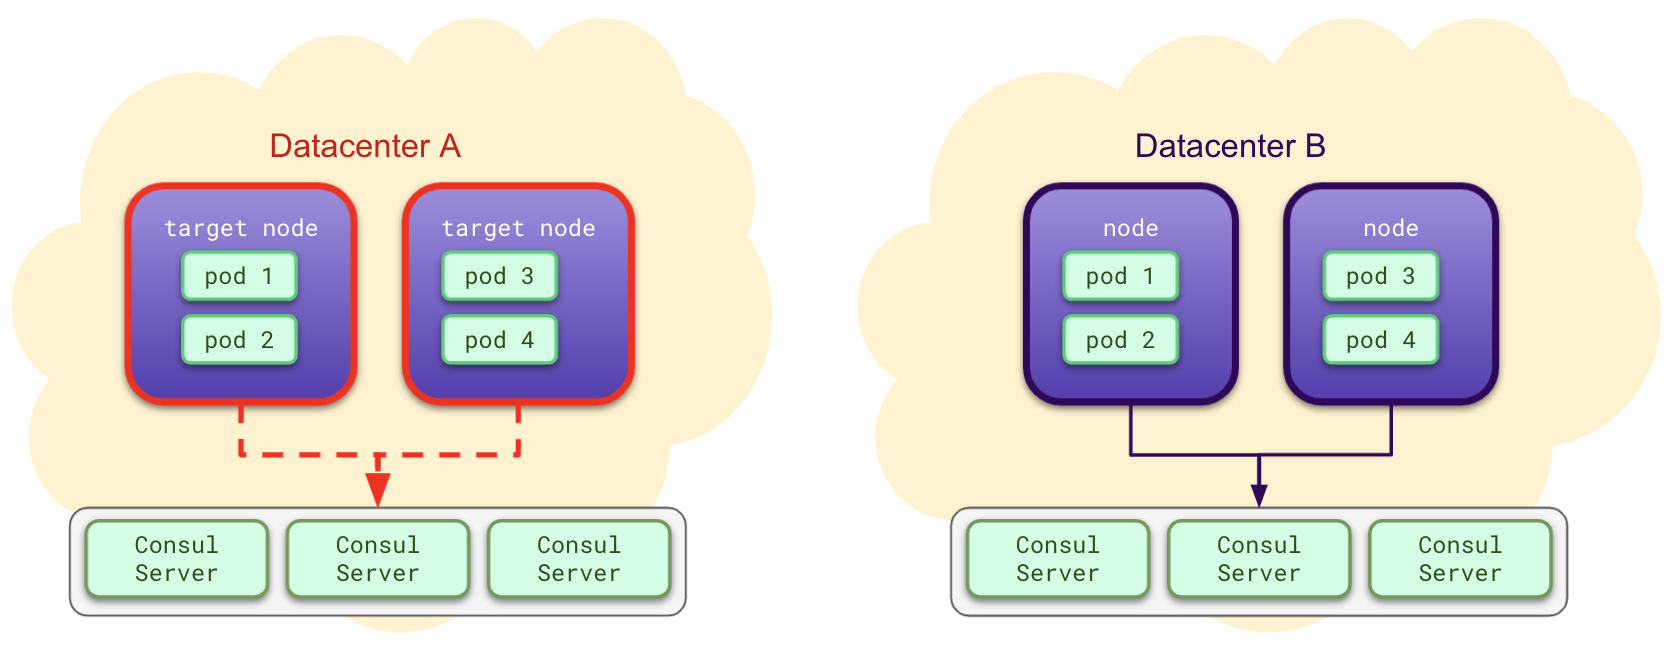 Datacenter A
target node
pod 1
pod 2
target node
pod 3
pod 4
Consul
Server
Consul
Server
Consul
Server
Datacenter B
node
pod 1
pod 2
node
pod 3
pod 4
Consul
Server
Consul
Server
Consul
Server